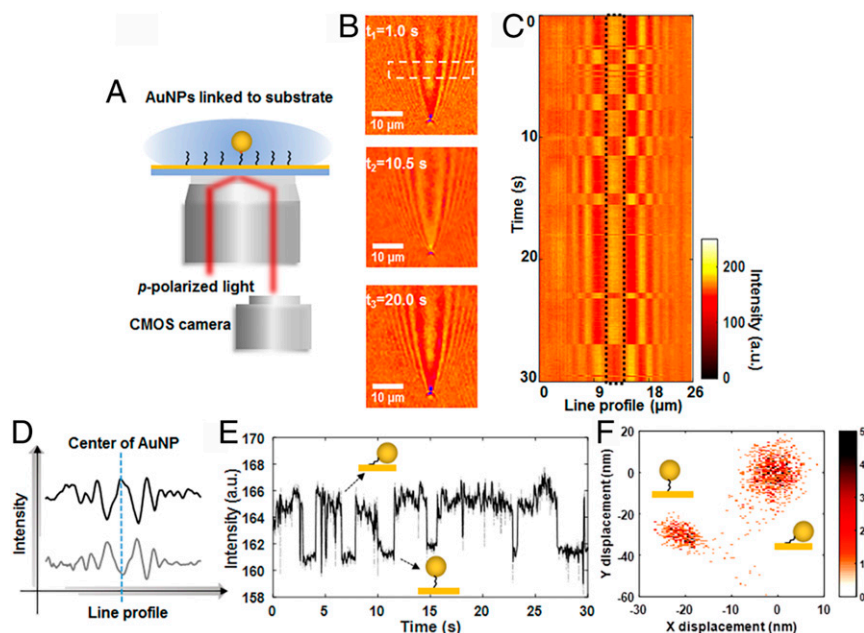 A
AuNPs linked to substrate
p-polarized light
CMOS camera
B
t₁=1.0 s
10 µm
t₂=10.5 s
10 µm
t₃=20.0 s
10 µm
C
0
10
20
30
Time (s)
0 9 18 26
Line profile (µm)
200
100
0
Intensity (a.u.)
D
Center of AuNP
Intensity
Line profile
E
170
168
166
164
162
160
158
Intensity (a.u.)
0 5 10 15 20 25 30
Time (s)
F
20
0
-20
-40
-60
Y displacement (nm)
-30 -20 -10 0 10
X displacement (nm)
5
4
3
2
1
0